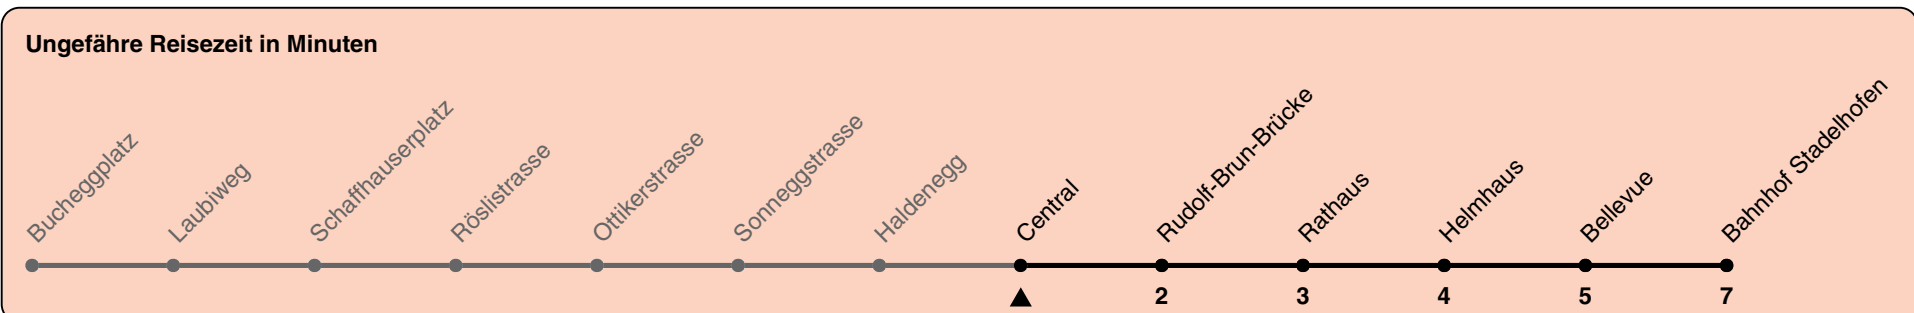 Ungefähre Reisezeit in Minuten
Bucheggplatz
Laubiweg
Schaffhauserplatz
Röslistrasse
Ottikerstrasse
Sonneggstrasse
Haldenegg
Central
Rudolf-Brun-Brücke
Rathaus
Helmhaus
Bellevue
Bahnhof Stadelhofen
2 3 4 5 7